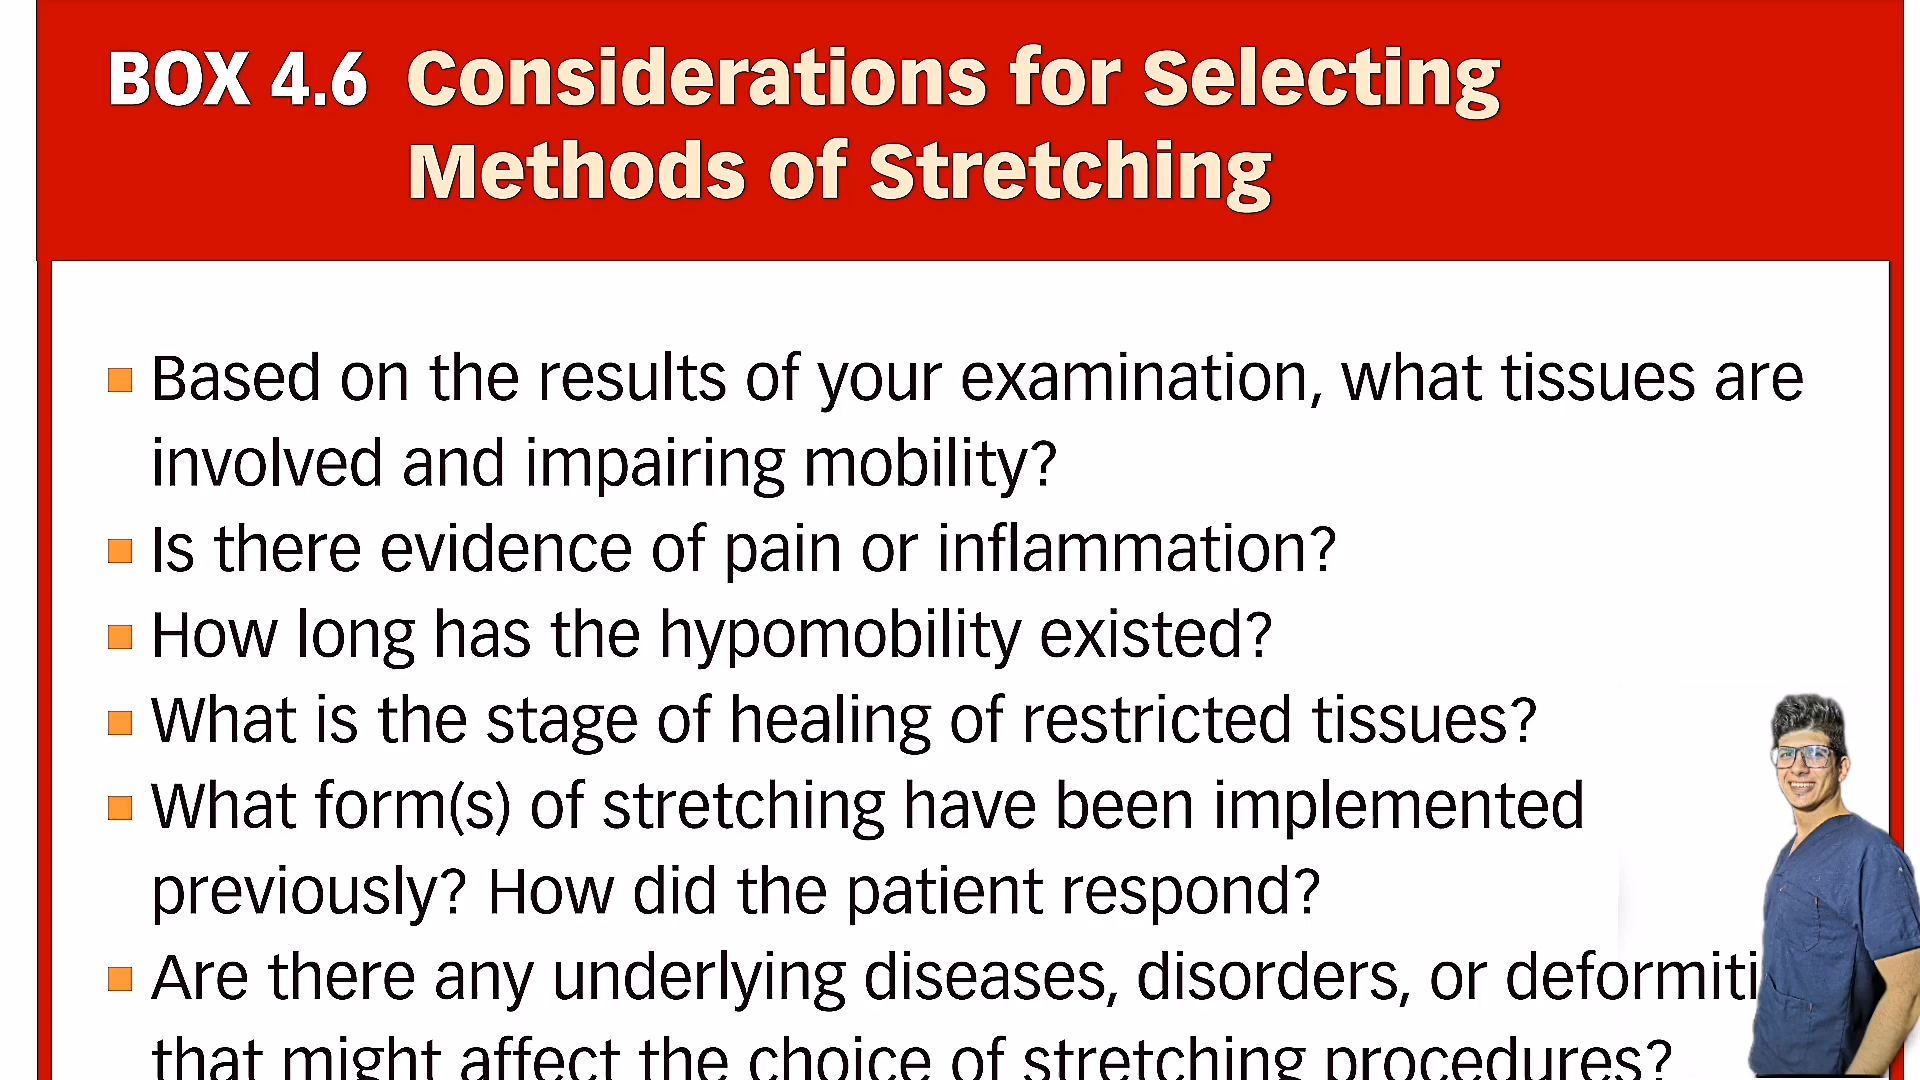 BOX 4.6 Considerations for Selecting
Methods of Stretching
Based on the results of your examination, what tissues are
involved and impairing mobility?
Is there evidence of pain or inflammation?
How long has the hypomobility existed?
What is the stage of healing of restricted tissues?
What form(s) of stretching have been implemented
previously? How did the patient respond?
Are there any underlying diseases, disorders, or deformiti
that might affect the choice of stretching procedures?